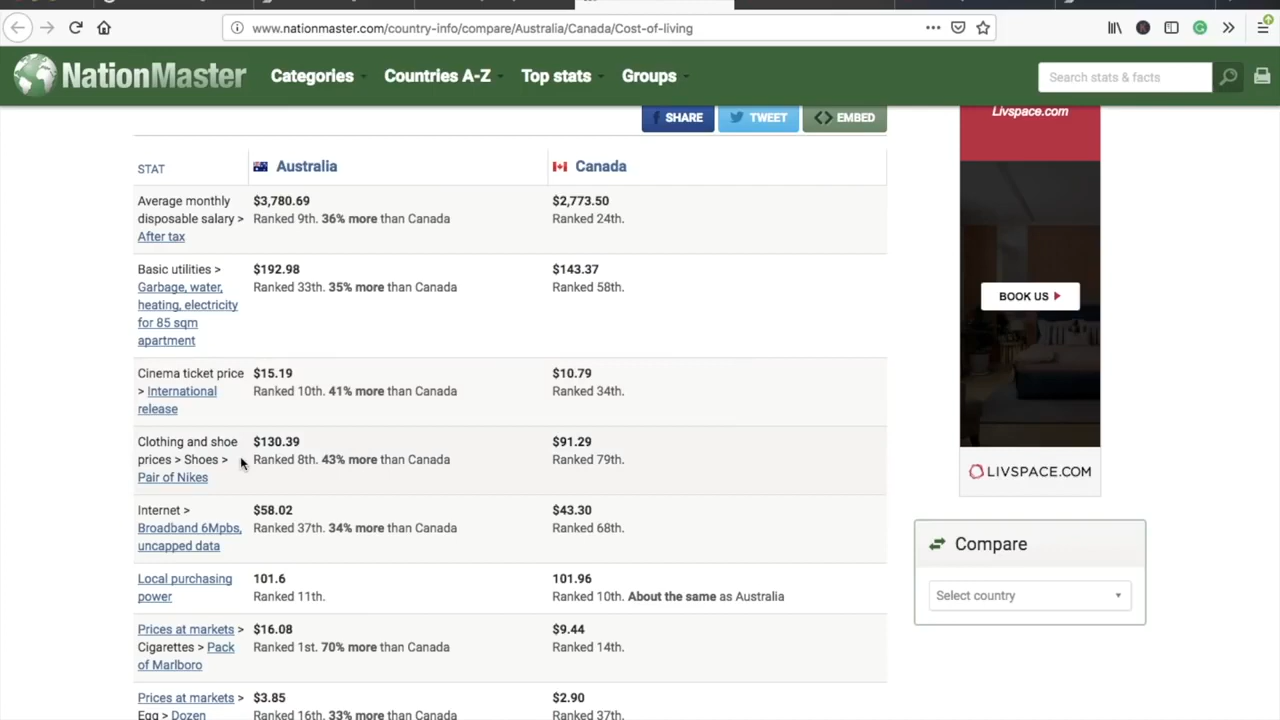 www.nationmaster.com/country-info/compare/Australia/Canada/Cost-of-living
NationMaster
Categories
Countries A-Z
Top stats
Groups
Search stats & facts
SHARE
TWEET
EMBED
Livspace.com
STAT
Australia
Canada
Average monthly
disposable salary >
After tax
$3,780.69
Ranked 9th. 36% more than Canada
$2,773.50
Ranked 24th.
Basic utilities >
Garbage, water,
heating, electricity
for 85 sqm
apartment
$192.98
Ranked 33th. 35% more than Canada
$143.37
Ranked 58th.
Cinema ticket price
> International
release
$15.19
Ranked 10th. 41% more than Canada
$10.79
Ranked 34th.
Clothing and shoe
prices > Shoes >
Pair of Nikes
$130.39
Ranked 8th. 43% more than Canada
$91.29
Ranked 79th.
Internet >
Broadband 6Mpbs,
uncapped data
$58.02
Ranked 37th. 34% more than Canada
$43.30
Ranked 68th.
Local purchasing
power
101.6
Ranked 11th.
101.96
Ranked 10th. About the same as Australia
Prices at markets >
Cigarettes > Pack
of Marlboro
$16.08
Ranked 1st. 70% more than Canada
$9.44
Ranked 14th.
Prices at markets >
Egg > Dozen
$3.85
Ranked 16th. 33% more than Canada
$2.90
Ranked 37th.
BOOK US
LIVSPACE.COM
Compare
Select country